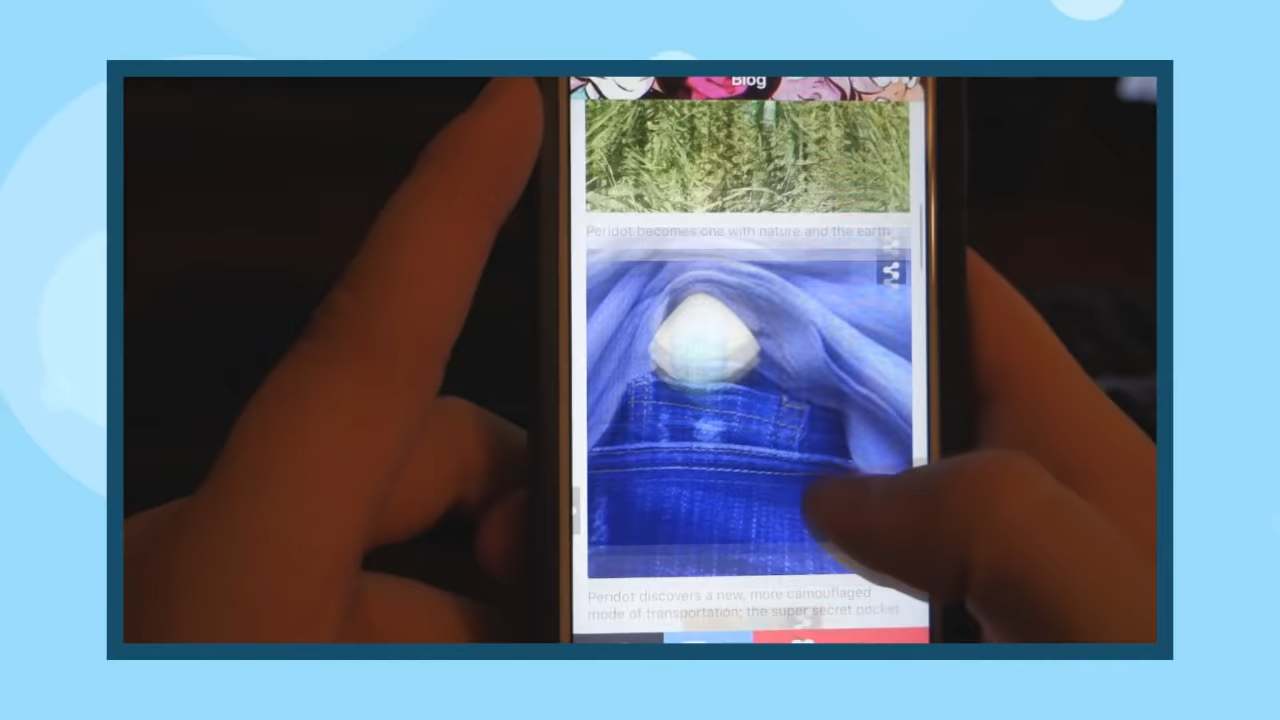 Blog
Peridot becomes one with nature and the earth
Peridot discovers a new, more camouflaged
mode of transportation; the super secret pocket